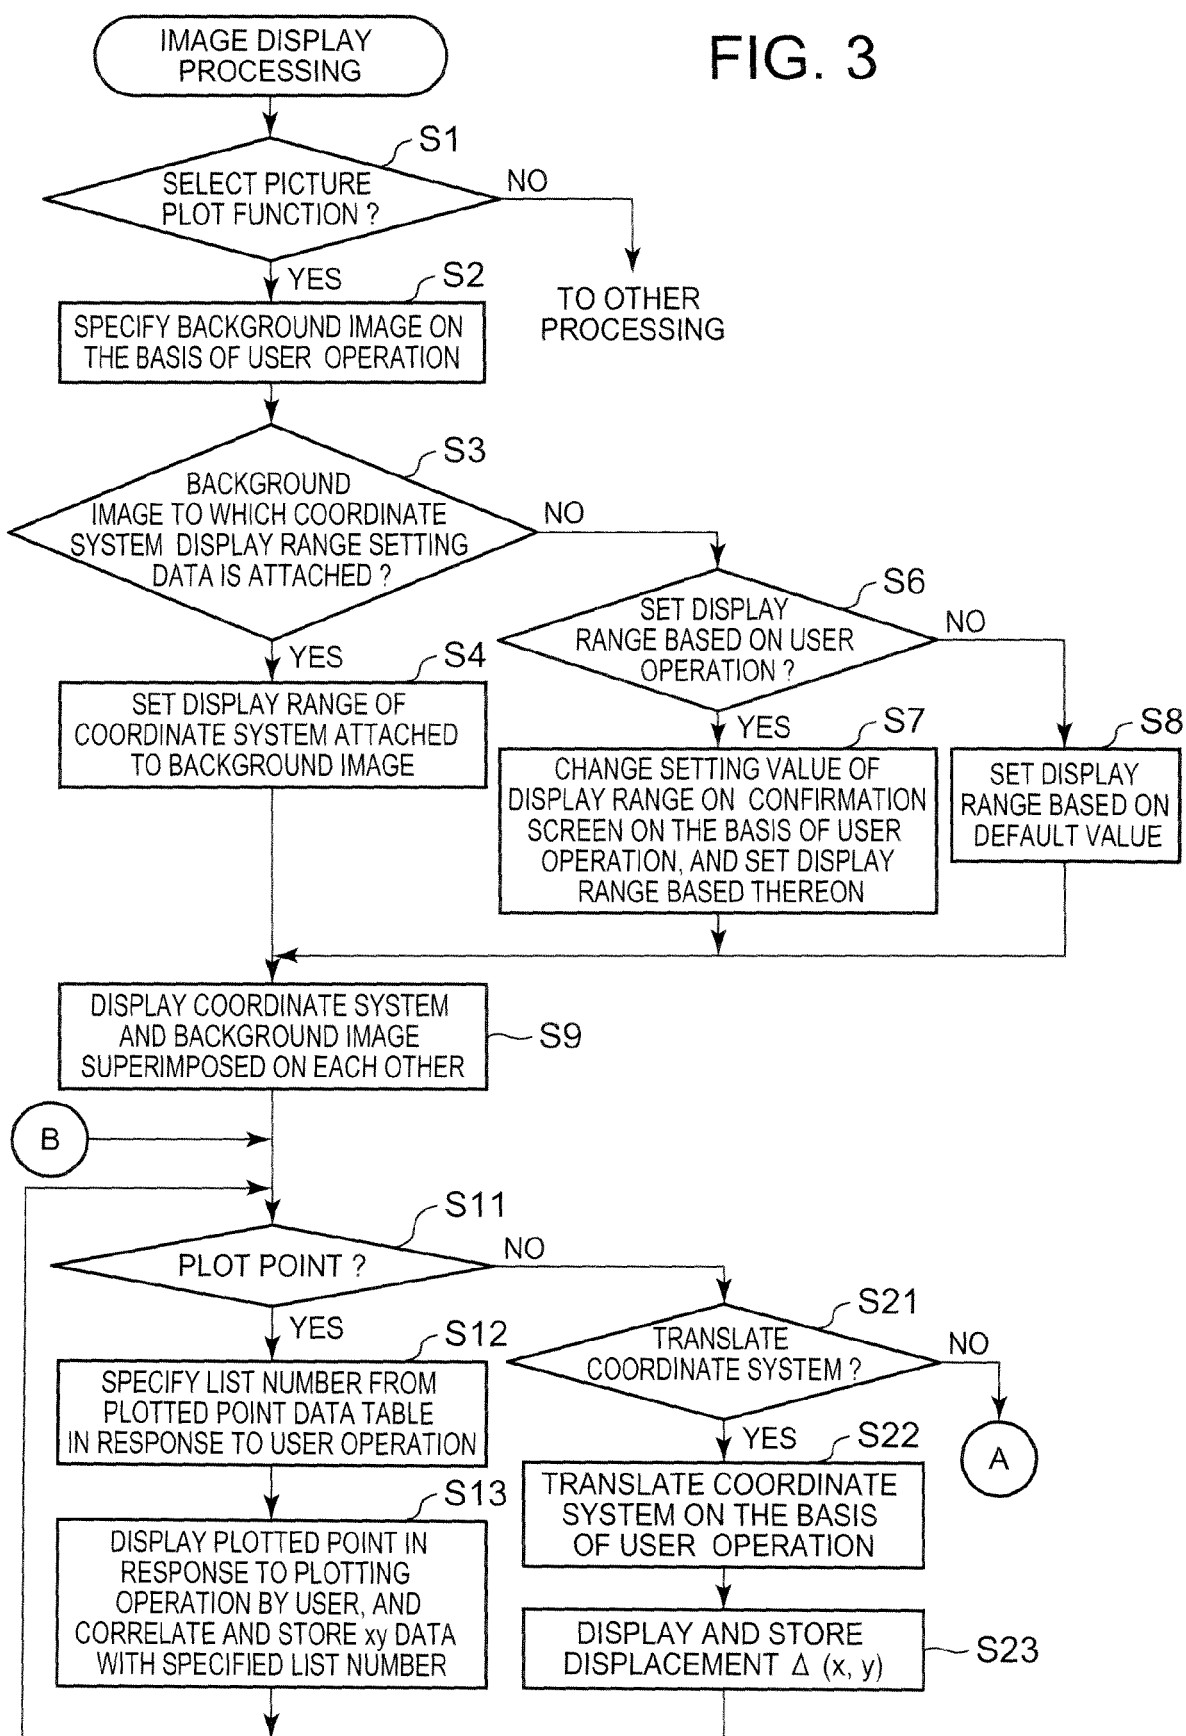 IMAGE DISPLAY
PROCESSING
FIG. 3
S1
SELECT PICTURE
PLOT FUNCTION ?
NO
YES
TO OTHER
PROCESSING
S2
SPECIFY BACKGROUND IMAGE ON
THE BASIS OF USER OPERATION
S3
BACKGROUND
IMAGE TO WHICH COORDINATE
SYSTEM DISPLAY RANGE SETTING
DATA IS ATTACHED ?
NO
YES
S4
SET DISPLAY RANGE OF
COORDINATE SYSTEM ATTACHED
TO BACKGROUND IMAGE
S6
SET DISPLAY
RANGE BASED ON USER
OPERATION ?
NO
YES
S7
CHANGE SETTING VALUE OF
DISPLAY RANGE ON CONFIRMATION
SCREEN ON THE BASIS OF USER
OPERATION, AND SET DISPLAY
RANGE BASED THEREON
S8
SET DISPLAY
RANGE BASED ON
DEFAULT VALUE
DISPLAY COORDINATE SYSTEM
AND BACKGROUND IMAGE
SUPERIMPOSED ON EACH OTHER
S9
B
S11
PLOT POINT ?
NO
YES
S12
SPECIFY LIST NUMBER FROM
PLOTTED POINT DATA TABLE
IN RESPONSE TO USER OPERATION
S13
DISPLAY PLOTTED POINT IN
RESPONSE TO PLOTTING
OPERATION BY USER, AND
CORRELATE AND STORE xy DATA
WITH SPECIFIED LIST NUMBER
S21
TRANSLATE
COORDINATE SYSTEM ?
NO
A
YES
S22
TRANSLATE COORDINATE
SYSTEM ON THE BASIS
OF USER OPERATION
DISPLAY AND STORE
DISPLACEMENT Δ (x, y)
S23